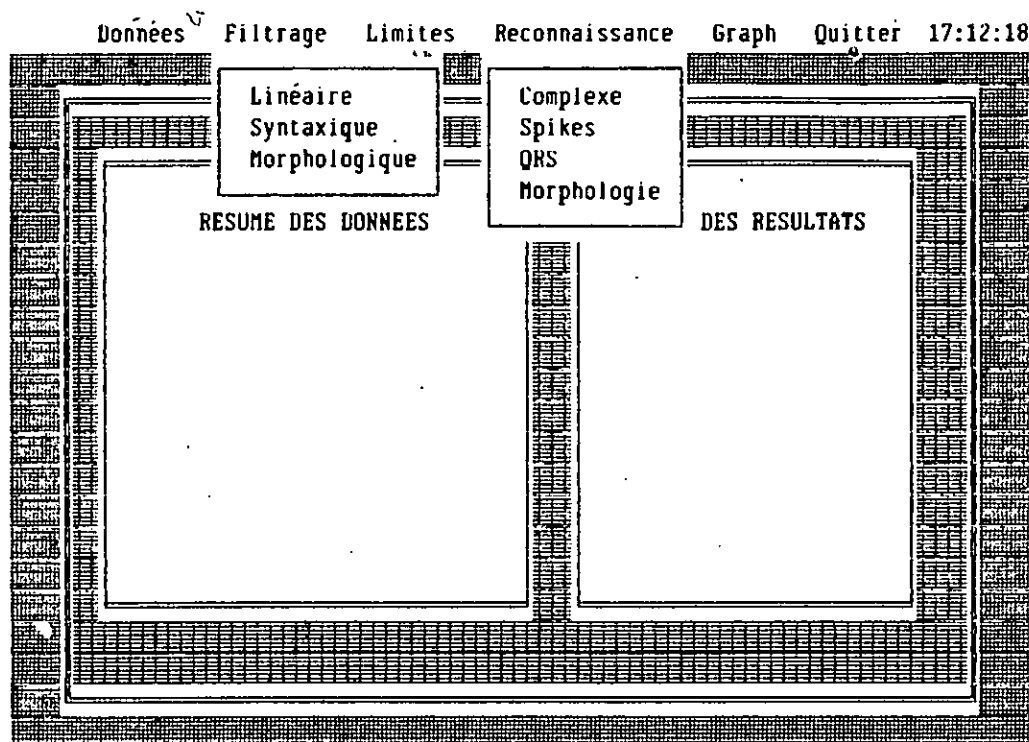 Données Filtrage Limites Reconnaissance Graph Quitter 17:12:18
Linéaire
Syntaxique
Morphologique
Complexe
Spikes
QRS
Morphologie
RESUME DES DONNEES
DES RESULTATS